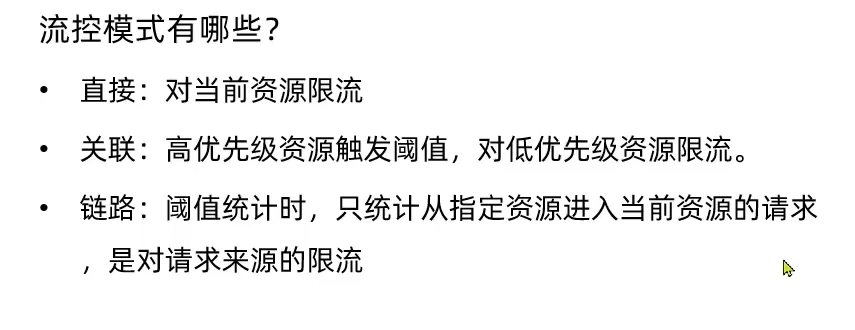 流控模式有哪些？
• 直接：对当前资源限流
• 关联：高优先级资源触发阈值，对低优先级资源限流。
• 链路：阈值统计时，只统计从指定资源进入当前资源的请求
，是对请求来源的限流